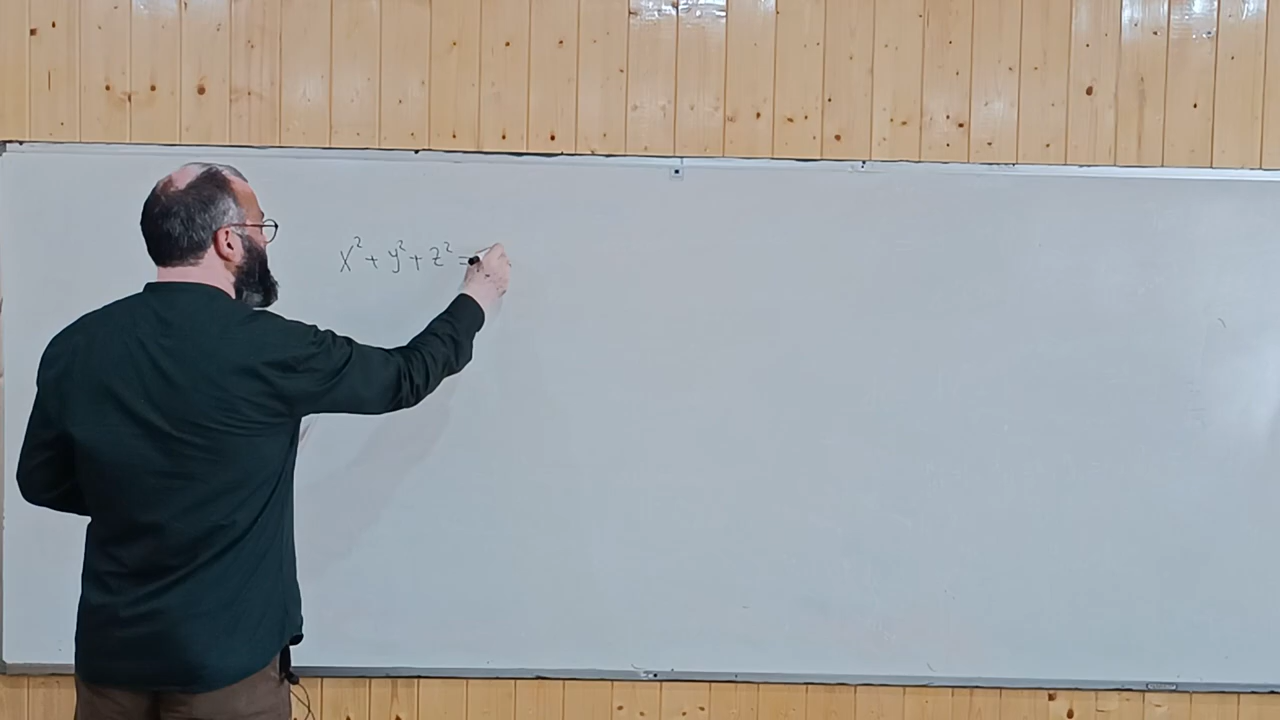 x² + y² + z² =